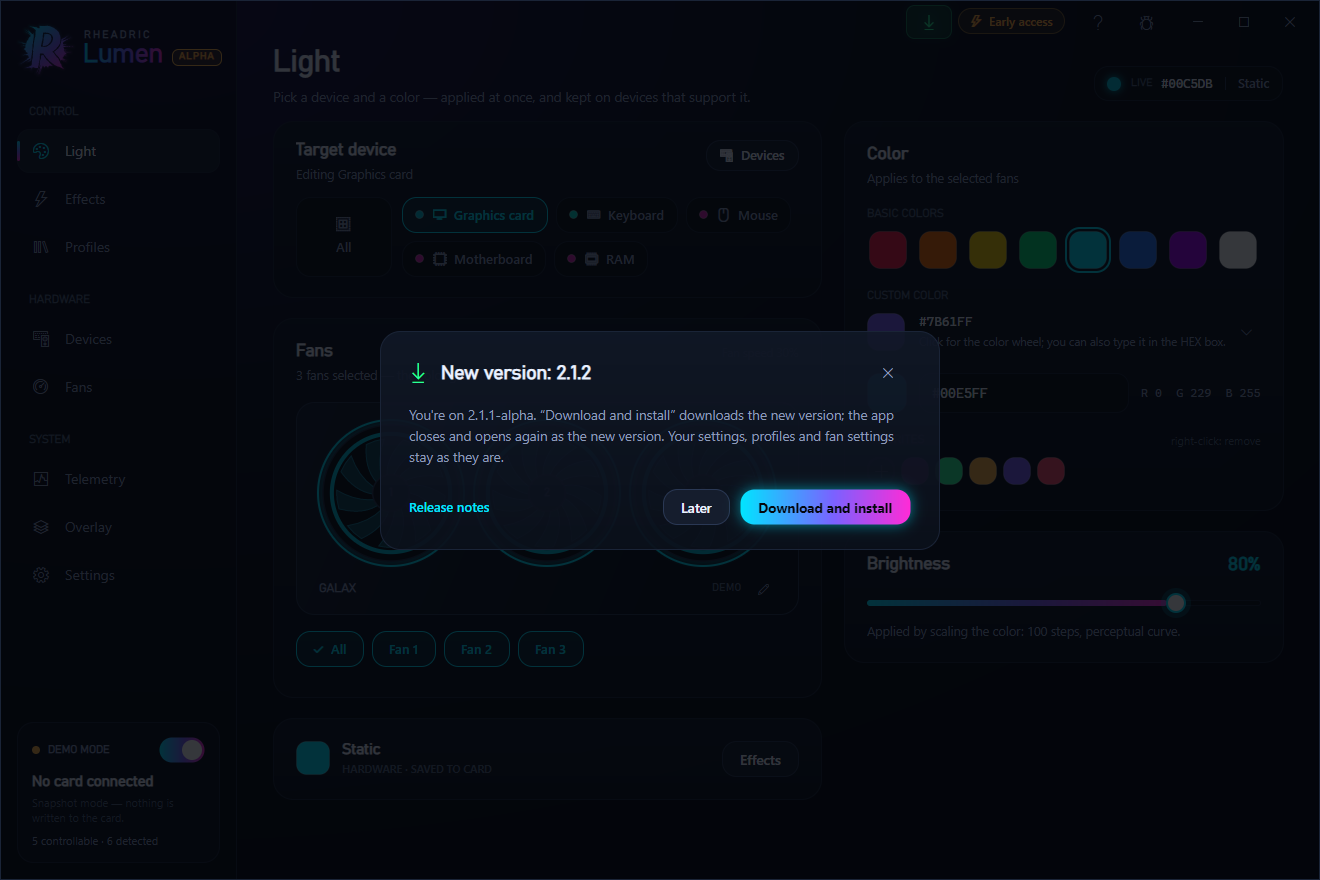 RHEADRIC
Lumen ALPHA
Early access
Light
Pick a device and a color — applied at once, and kept on devices that support it.
LIVE #00C5DB Static
CONTROL
Light
Effects
Profiles
HARDWARE
Devices
Fans
SYSTEM
Telemetry
Overlay
Settings
DEMO MODE
No card connected
Snapshot mode — nothing is
written to the card.
5 controllable · 6 detected
Target device
Editing Graphics card
Devices
All
Graphics card
Keyboard
Mouse
Motherboard
RAM
Fans
3 fans selected
GALAX
DEMO
All
Fan 1
Fan 2
Fan 3
Static
HARDWARE · SAVED TO CARD
Effects
Color
Applies to the selected fans
BASIC COLORS
CUSTOM COLOR
#7B61FF
for the color wheel; you can also type it in the HEX box.
00E5FF
R 0 G 229 B 255
right-click: remove
Brightness
80%
Applied by scaling the color: 100 steps, perceptual curve.
New version: 2.1.2
You're on 2.1.1-alpha. “Download and install” downloads the new version; the app
closes and opens again as the new version. Your settings, profiles and fan settings
stay as they are.
Release notes
Later
Download and install